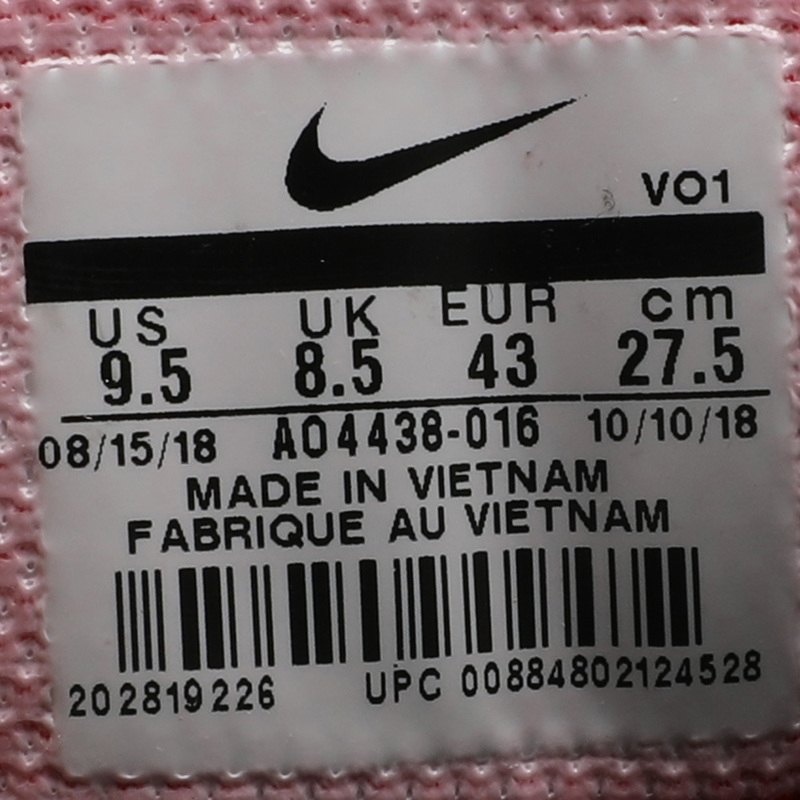 VO1
US UK EUR cm
9.5 8.5 43 27.5
08/15/18 AO4438-016 10/10/18
MADE IN VIETNAM
FABRIQUE AU VIETNAM
202819226 UPC 00884802124528